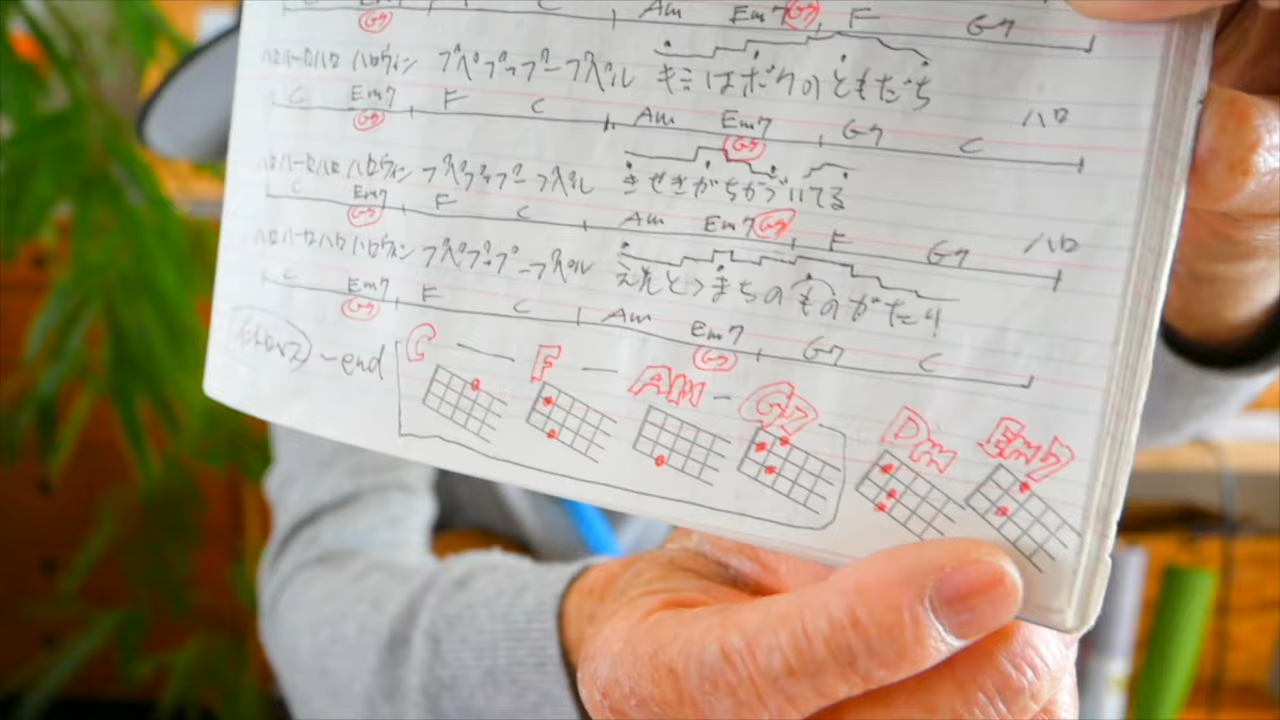 C Em7 F C Am Em7 G7 F G7
G7
ハロハーロハロ ハロウィン プペプップープペル キミはボクのともだち
C Em7 F C Am Em7 G7 C ハロ
G7 G7
ハロハーロハロ ハロウィン プペプップープペル きせきがちかづいてる
C Em7 F C Am Em7 G7 F G7 ハロ
G7
ハロハーロハロ ハロウィン プペプップープペル えんとつまちのものがたり
C Em7 F C Am Em7 G7 C
G7 G7
~end C — F — Am - G7 Dm Em7